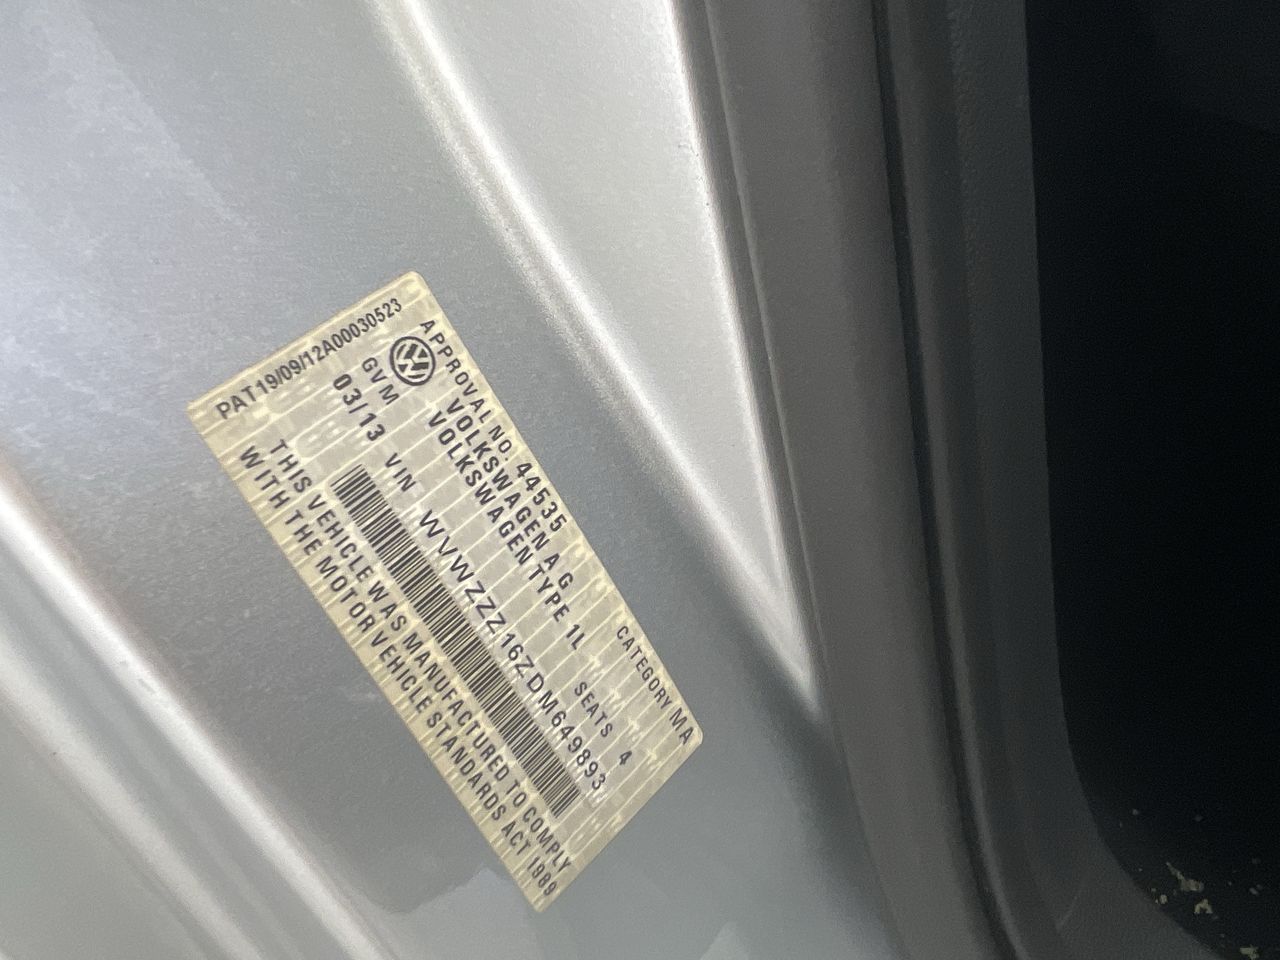 PAT19/09/12A00030523
APPROVAL NO. 44535 CATEGORY MA
VOLKSWAGEN AG
VOLKSWAGEN TYPE 1L SEATS 4
GVM
03/13 VIN WVWZZZ16ZDM649893
THIS VEHICLE WAS MANUFACTURED TO COMPLY
WITH THE MOTOR VEHICLE STANDARDS ACT 1989